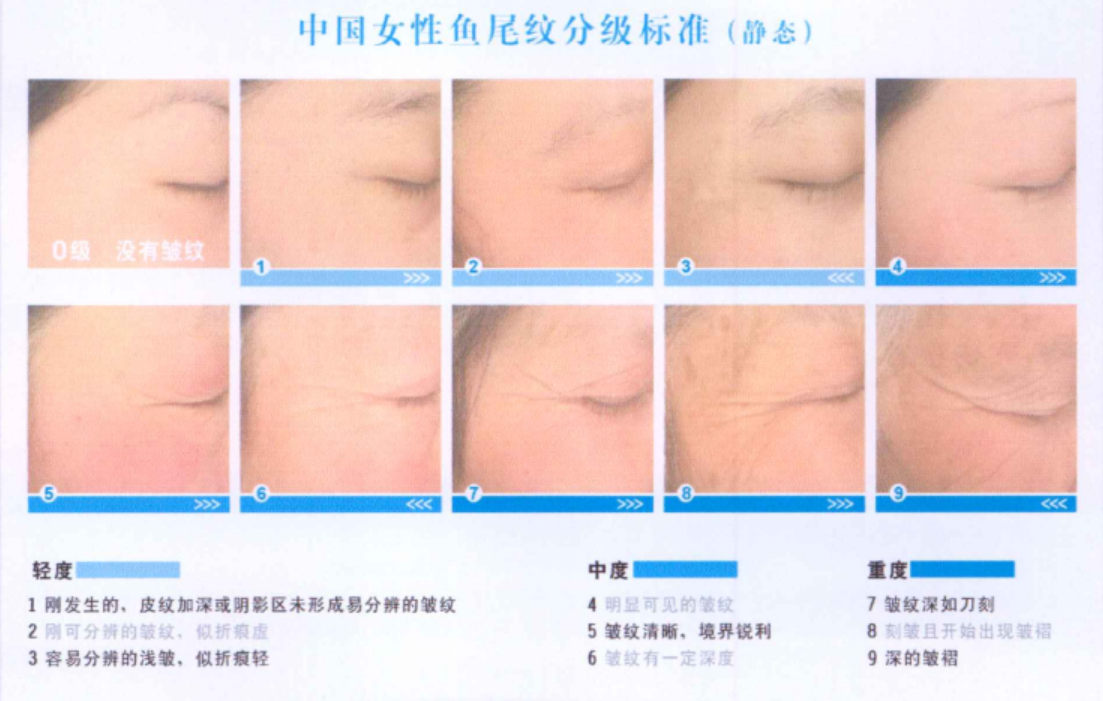 中国女性鱼尾纹分级标准（静态）
0级 没有皱纹
1 >>>
2 >>>
3 <<<
4 >>>
5 >>>
6 <<<
7 >>>
8 >>>
9 <<<
轻度
1 刚发生的、皮纹加深或阴影区未形成易分辨的皱纹
2 刚可分辨的皱纹、似折痕虚
3 容易分辨的浅皱、似折痕轻
中度
4 明显可见的皱纹
5 皱纹清晰、境界锐利
6 皱纹有一定深度
重度
7 皱纹深如刀刻
8 刻皱且开始出现皱褶
9 深的皱褶